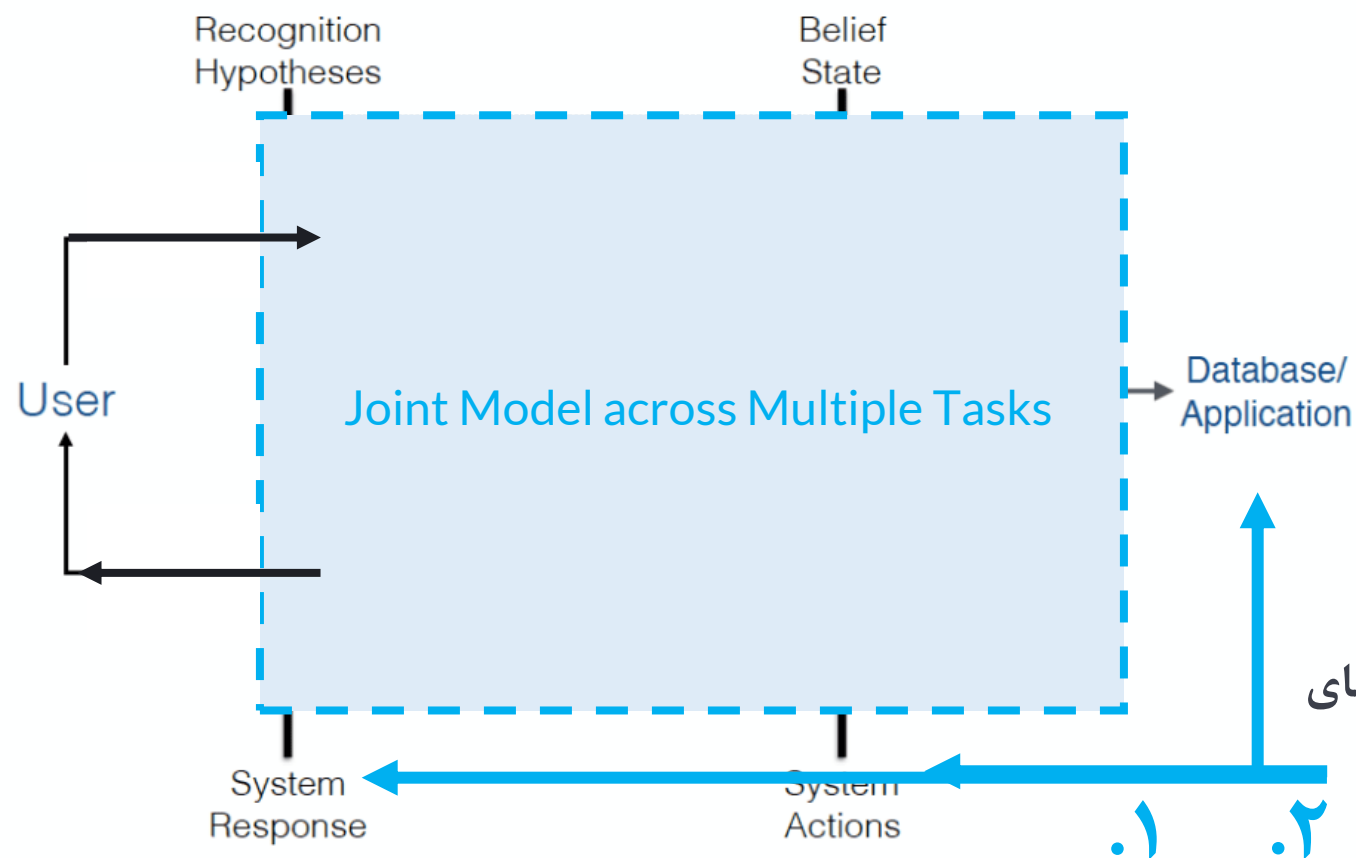 Recognition
Hypotheses
Belief
State
User
Joint Model across Multiple Tasks
Database/
Application
System
Response
System
Actions
۱.
۲.